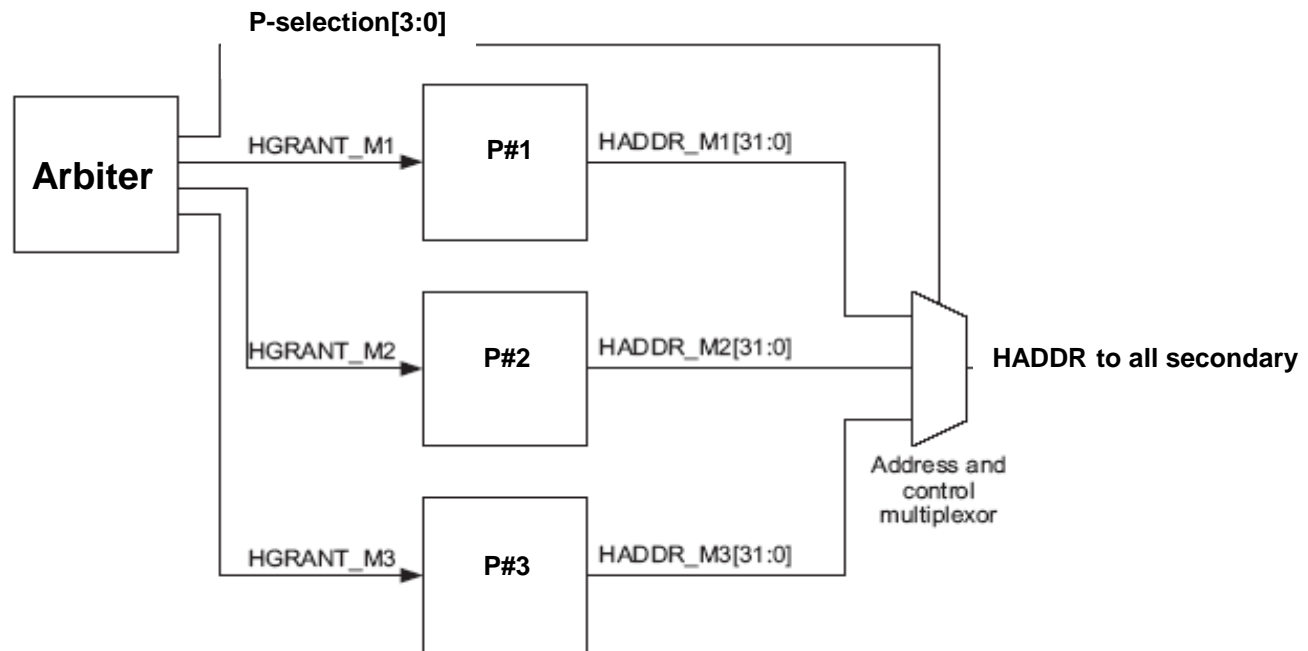 P-selection[3:0]
Arbiter
HGRANT_M1
P#1
HADDR_M1[31:0]
HGRANT_M2
P#2
HADDR_M2[31:0]
HADDR to all secondary
Address and
control
multiplexor
HGRANT_M3
P#3
HADDR_M3[31:0]